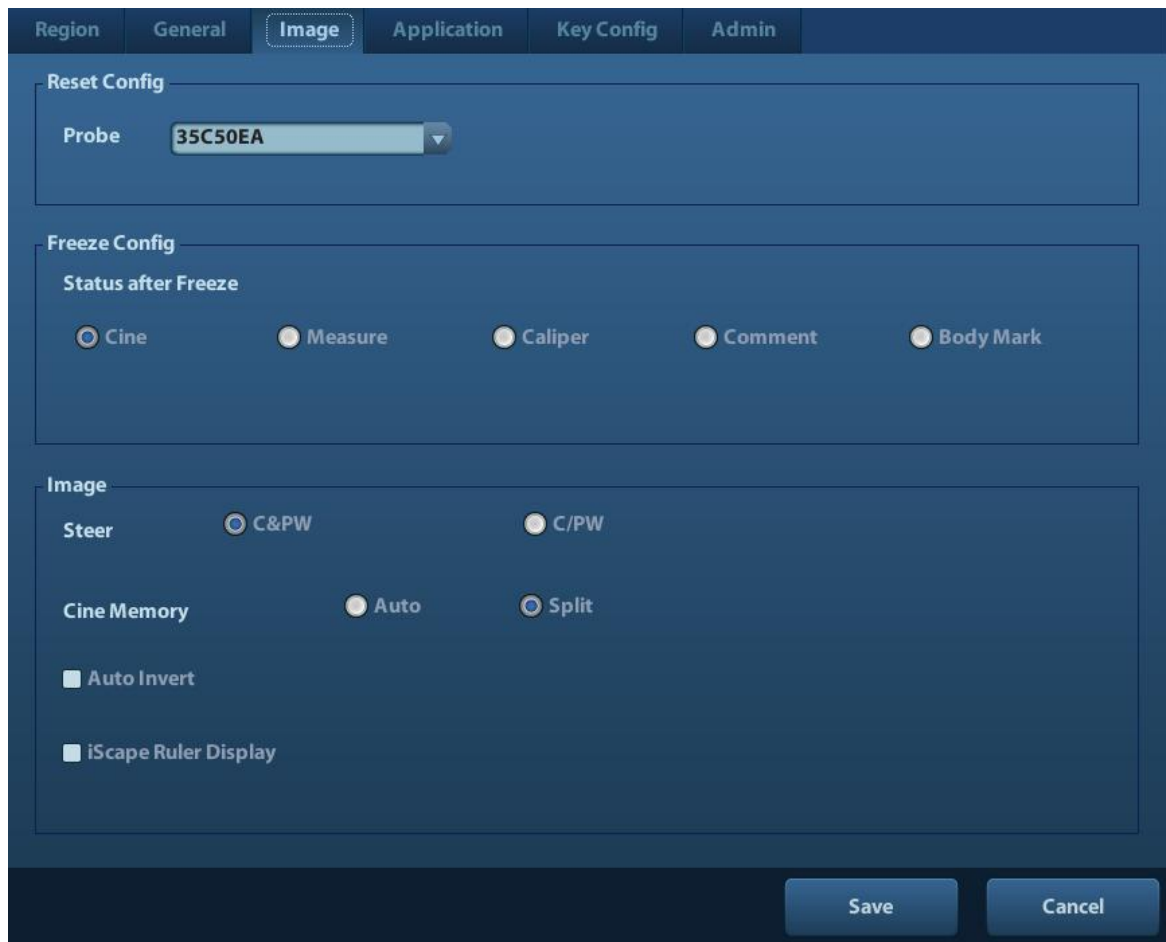 Region General Image Application Key Config Admin
Reset Config
Probe 35C50EA
Freeze Config
Status after Freeze
Cine Measure Caliper Comment Body Mark
Image
Steer C&PW C/PW
Cine Memory Auto Split
Auto Invert
iScape Ruler Display
Save Cancel